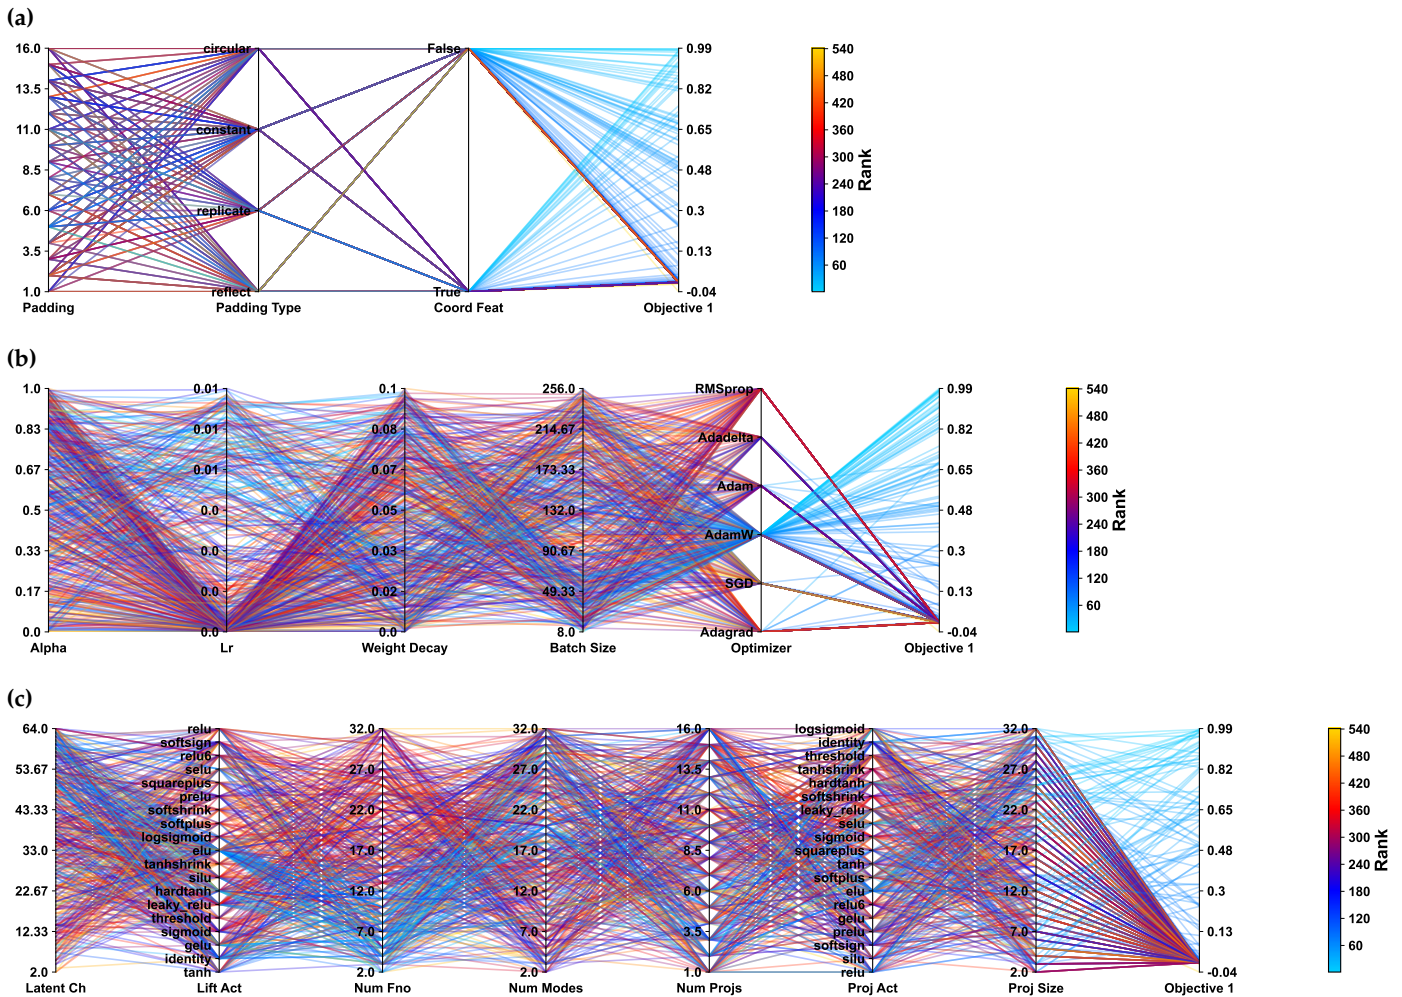 (a)
16.0
13.5
11.0
8.5
6.0
3.5
1.0
Padding
circular
constant
replicate
reflect
Padding Type
False
True
Coord Feat
0.99
0.82
0.65
0.48
0.3
0.13
-0.04
Objective 1
540
480
420
360
300
240
180
120
60
Rank
(b)
1.0
0.83
0.67
0.5
0.33
0.17
0.0
Alpha
0.01
0.01
0.01
0.0
0.0
0.0
0.0
Lr
0.1
0.08
0.07
0.05
0.03
0.02
0.0
Weight Decay
256.0
214.67
173.33
132.0
90.67
49.33
8.0
Batch Size
RMSprop
Adadelta
Adam
AdamW
SGD
Adagrad
Optimizer
0.99
0.82
0.65
0.48
0.3
0.13
-0.04
Objective 1
540
480
420
360
300
240
180
120
60
Rank
(c)
64.0
53.67
43.33
33.0
22.67
12.33
2.0
Latent Ch
relu
softsign
relu6
selu
squareplus
prelu
softshrink
softplus
logsigmoid
elu
tanhshrink
silu
hardtanh
leaky_relu
threshold
sigmoid
gelu
identity
tanh
Lift Act
32.0
27.0
22.0
17.0
12.0
7.0
2.0
Num Fno
32.0
27.0
22.0
17.0
12.0
7.0
2.0
Num Modes
16.0
13.5
11.0
8.5
6.0
3.5
1.0
Num Projs
logsigmoid
identity
threshold
tanhshrink
hardtanh
softshrink
leaky_relu
selu
sigmoid
squareplus
tanh
softplus
elu
relu6
gelu
prelu
softsign
silu
relu
Proj Act
32.0
27.0
22.0
17.0
12.0
7.0
2.0
Proj Size
0.99
0.82
0.65
0.48
0.3
0.13
-0.04
Objective 1
540
480
420
360
300
240
180
120
60
Rank